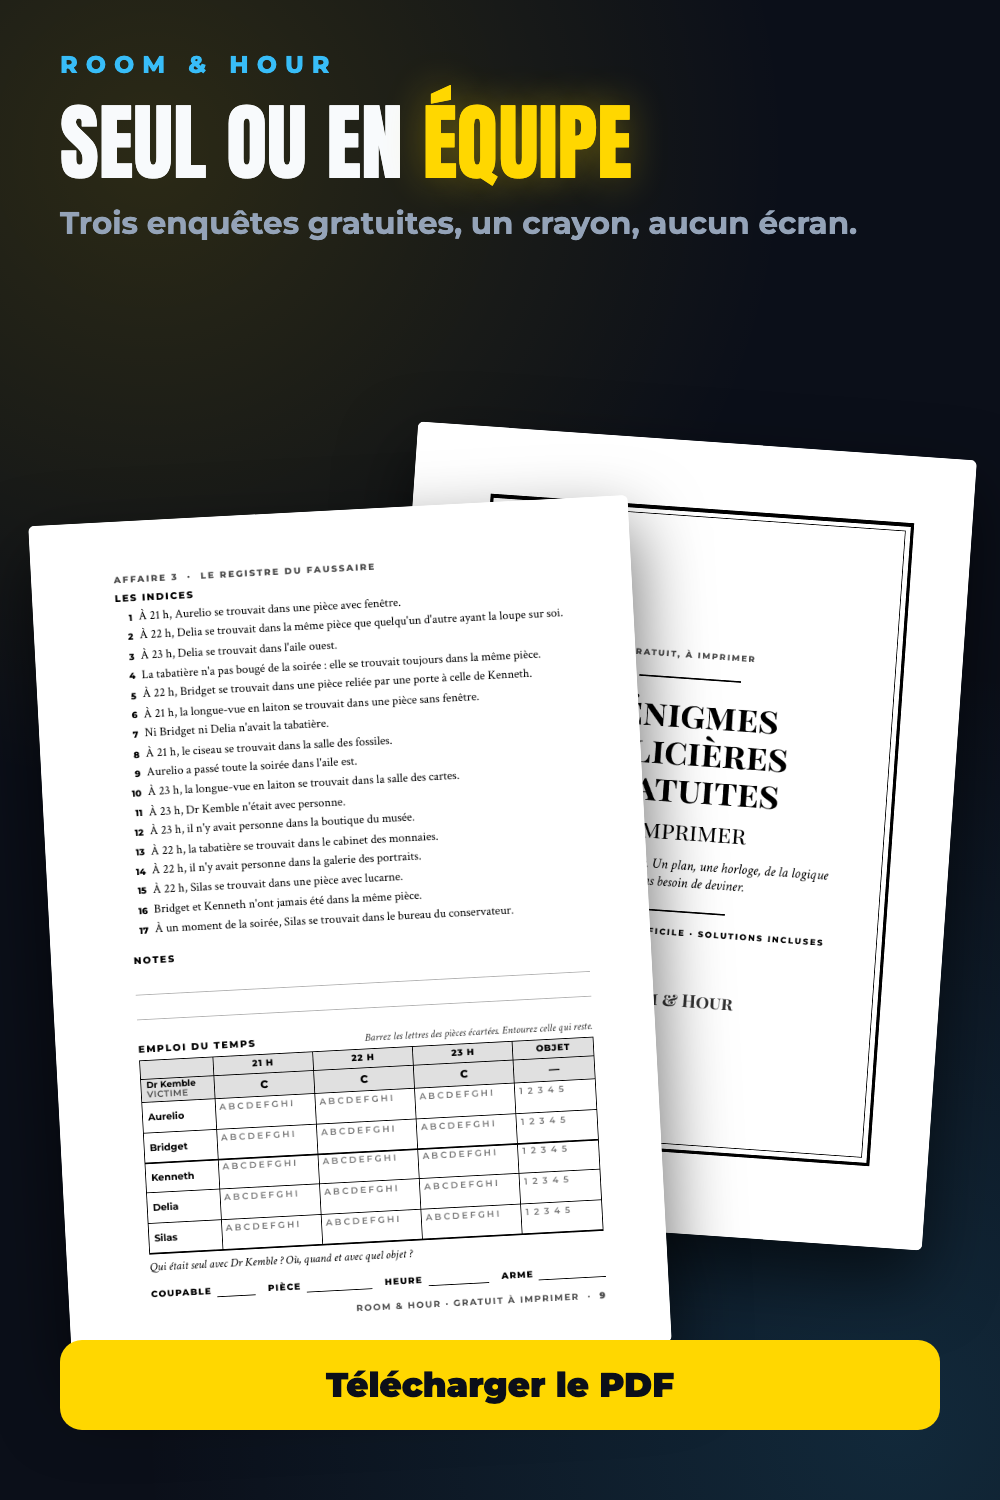 ROOM & HOUR
SEUL OU EN ÉQUIPE
Trois enquêtes gratuites, un crayon, aucun écran.
AFFAIRE 3 · LE REGISTRE DU FAUSSAIRE
LES INDICES
1 À 21 h, Aurelio se trouvait dans une pièce avec fenêtre.
2 À 22 h, Delia se trouvait dans la même pièce que quelqu'un d'autre ayant la loupe sur soi.
3 À 23 h, Delia se trouvait dans l'aile ouest.
4 La tabatière n'a pas bougé de la soirée : elle se trouvait toujours dans la même pièce.
5 À 22 h, Bridget se trouvait dans une pièce reliée par une porte à celle de Kenneth.
6 À 21 h, la longue-vue en laiton se trouvait dans une pièce sans fenêtre.
7 Ni Bridget ni Delia n'avait la tabatière.
8 À 21 h, le ciseau se trouvait dans la salle des fossiles.
9 Aurelio a passé toute la soirée dans l'aile est.
10 À 23 h, la longue-vue en laiton se trouvait dans la salle des cartes.
11 À 23 h, Dr Kemble n'était avec personne.
12 À 23 h, il n'y avait personne dans la boutique du musée.
13 À 22 h, la tabatière se trouvait dans le cabinet des monnaies.
14 À 22 h, il n'y avait personne dans la galerie des portraits.
15 À 22 h, Silas se trouvait dans une pièce avec lucarne.
16 Bridget et Kenneth n'ont jamais été dans la même pièce.
17 À un moment de la soirée, Silas se trouvait dans le bureau du conservateur.
NOTES
EMPLOI DU TEMPS
Barrez les lettres des pièces écartées. Entourez celle qui reste.
21 H 22 H 23 H OBJET
Dr Kemble VICTIME C C C —
Aurelio ABCDEFGHI ABCDEFGHI ABCDEFGHI 1 2 3 4 5
Bridget ABCDEFGHI ABCDEFGHI ABCDEFGHI 1 2 3 4 5
Kenneth ABCDEFGHI ABCDEFGHI ABCDEFGHI 1 2 3 4 5
Delia ABCDEFGHI ABCDEFGHI ABCDEFGHI 1 2 3 4 5
Silas ABCDEFGHI ABCDEFGHI ABCDEFGHI 1 2 3 4 5
Qui était seul avec Dr Kemble ? Où, quand et avec quel objet ?
COUPABLE PIÈCE HEURE ARME
ROOM & HOUR · GRATUIT À IMPRIMER · 9
À IMPRIMER
Un plan, une horloge, de la logique
besoin de deviner.
· SOLUTIONS INCLUSES
& HOUR
Télécharger le PDF